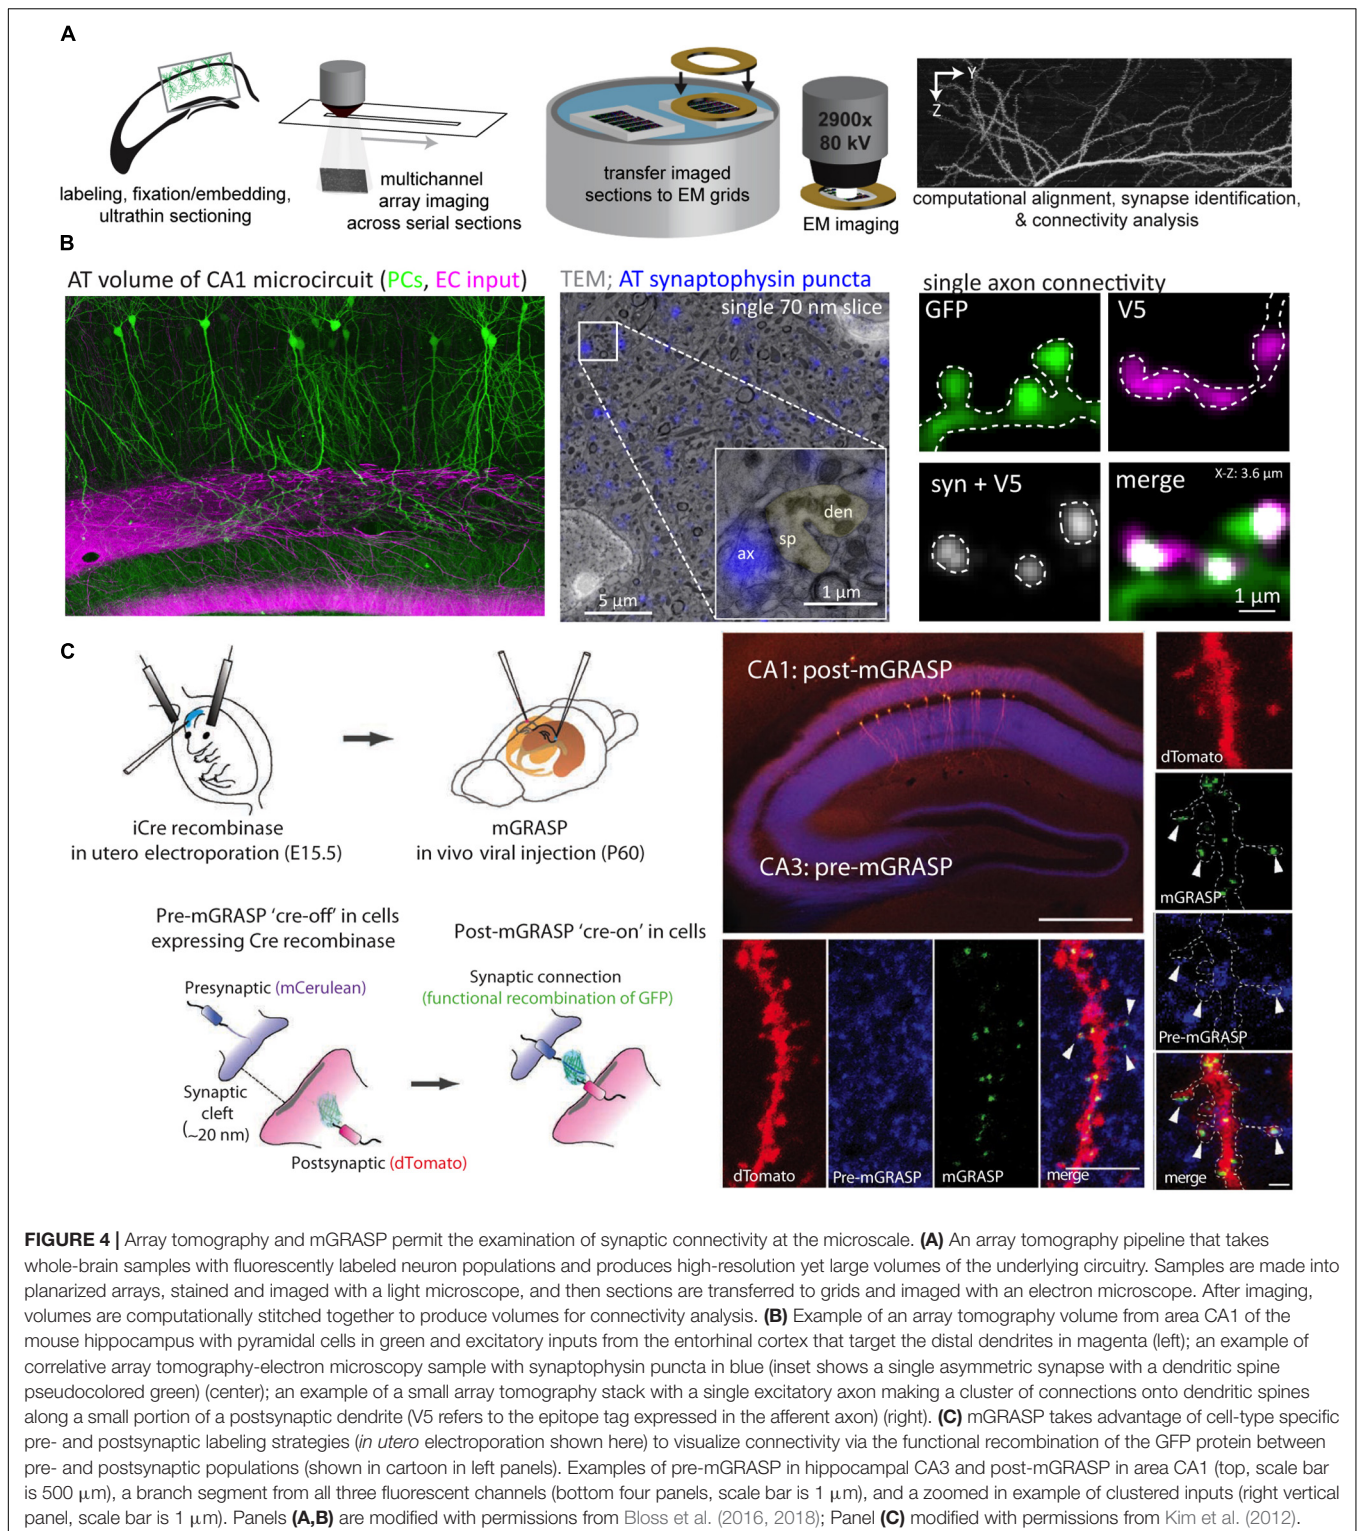 A
labeling, fixation/embedding,
ultrathin sectioning
multichannel
array imaging
across serial sections
transfer imaged
sections to EM grids
2900x
80 kV
EM imaging
Y
Z
computational alignment, synapse identification,
& connectivity analysis
B
AT volume of CA1 microcircuit (PCs, EC input)
TEM; AT synaptophysin puncta
single 70 nm slice
den
sp
ax
5 µm
1 µm
single axon connectivity
GFP
V5
syn + V5
merge
X-Z: 3.6 µm
1 µm
C
iCre recombinase
in utero electroporation (E15.5)
mGRASP
in vivo viral injection (P60)
Pre-mGRASP 'cre-off' in cells
expressing Cre recombinase
Post-mGRASP 'cre-on' in cells
Presynaptic (mCerulean)
Synaptic
cleft
(~20 nm)
Postsynaptic (dTomato)
Synaptic connection
(functional recombination of GFP)
CA1: post-mGRASP
CA3: pre-mGRASP
dTomato
Pre-mGRASP
mGRASP
merge
dTomato
mGRASP
Pre-mGRASP
merge
FIGURE 4 | Array tomography and mGRASP permit the examination of synaptic connectivity at the microscale. (A) An array tomography pipeline that takes
whole-brain samples with fluorescently labeled neuron populations and produces high-resolution yet large volumes of the underlying circuitry. Samples are made into
planarized arrays, stained and imaged with a light microscope, and then sections are transferred to grids and imaged with an electron microscope. After imaging,
volumes are computationally stitched together to produce volumes for connectivity analysis. (B) Example of an array tomography volume from area CA1 of the
mouse hippocampus with pyramidal cells in green and excitatory inputs from the entorhinal cortex that target the distal dendrites in magenta (left); an example of
correlative array tomography-electron microscopy sample with synaptophysin puncta in blue (inset shows a single asymmetric synapse with a dendritic spine
pseudocolored green) (center); an example of a small array tomography stack with a single excitatory axon making a cluster of connections onto dendritic spines
along a small portion of a postsynaptic dendrite (V5 refers to the epitope tag expressed in the afferent axon) (right). (C) mGRASP takes advantage of cell-type specific
pre- and postsynaptic labeling strategies (in utero electroporation shown here) to visualize connectivity via the functional recombination of the GFP protein between
pre- and postsynaptic populations (shown in cartoon in left panels). Examples of pre-mGRASP in hippocampal CA3 and post-mGRASP in area CA1 (top, scale bar
is 500 µm), a branch segment from all three fluorescent channels (bottom four panels, scale bar is 1 µm), and a zoomed in example of clustered inputs (right vertical
panel, scale bar is 1 µm). Panels (A,B) are modified with permissions from Bloss et al. (2016, 2018); Panel (C) modified with permissions from Kim et al. (2012).